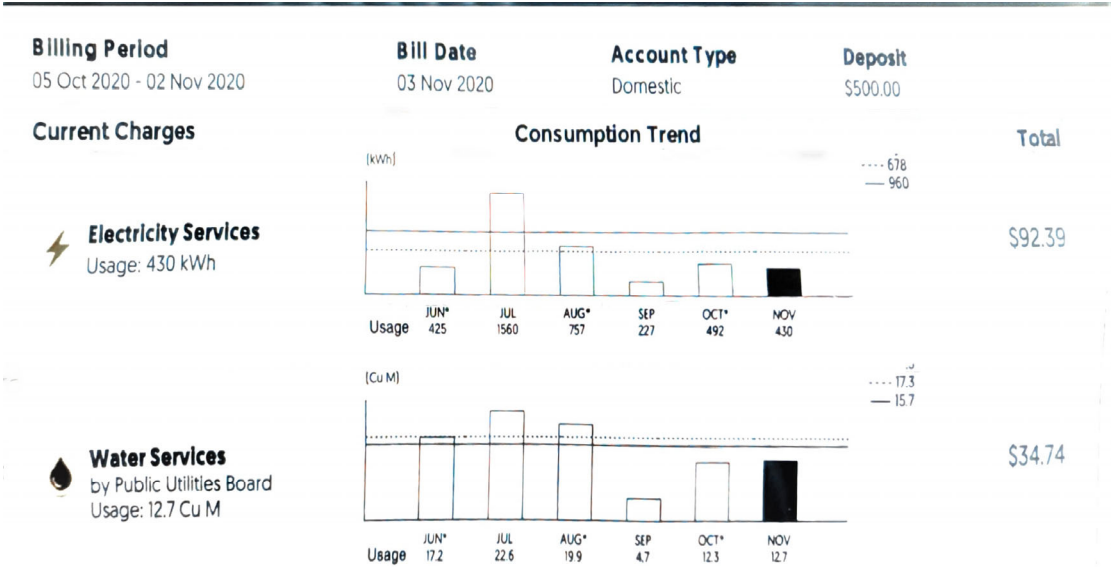 Billing Period
05 Oct 2020 - 02 Nov 2020
Bill Date
03 Nov 2020
Account Type
Domestic
Deposit
$500.00
Current Charges
Consumption Trend
Total
(kWh)
678
960
Electricity Services
Usage: 430 kWh
$92.39
JUN* JUL AUG* SEP OCT* NOV
Usage 425 1560 757 227 492 430
(Cu M)
17.3
15.7
Water Services
by Public Utilities Board
Usage: 12.7 Cu M
$34.74
JUN* JUL AUG* SEP OCT* NOV
Usage 17.2 22.6 19.9 4.7 12.3 12.7